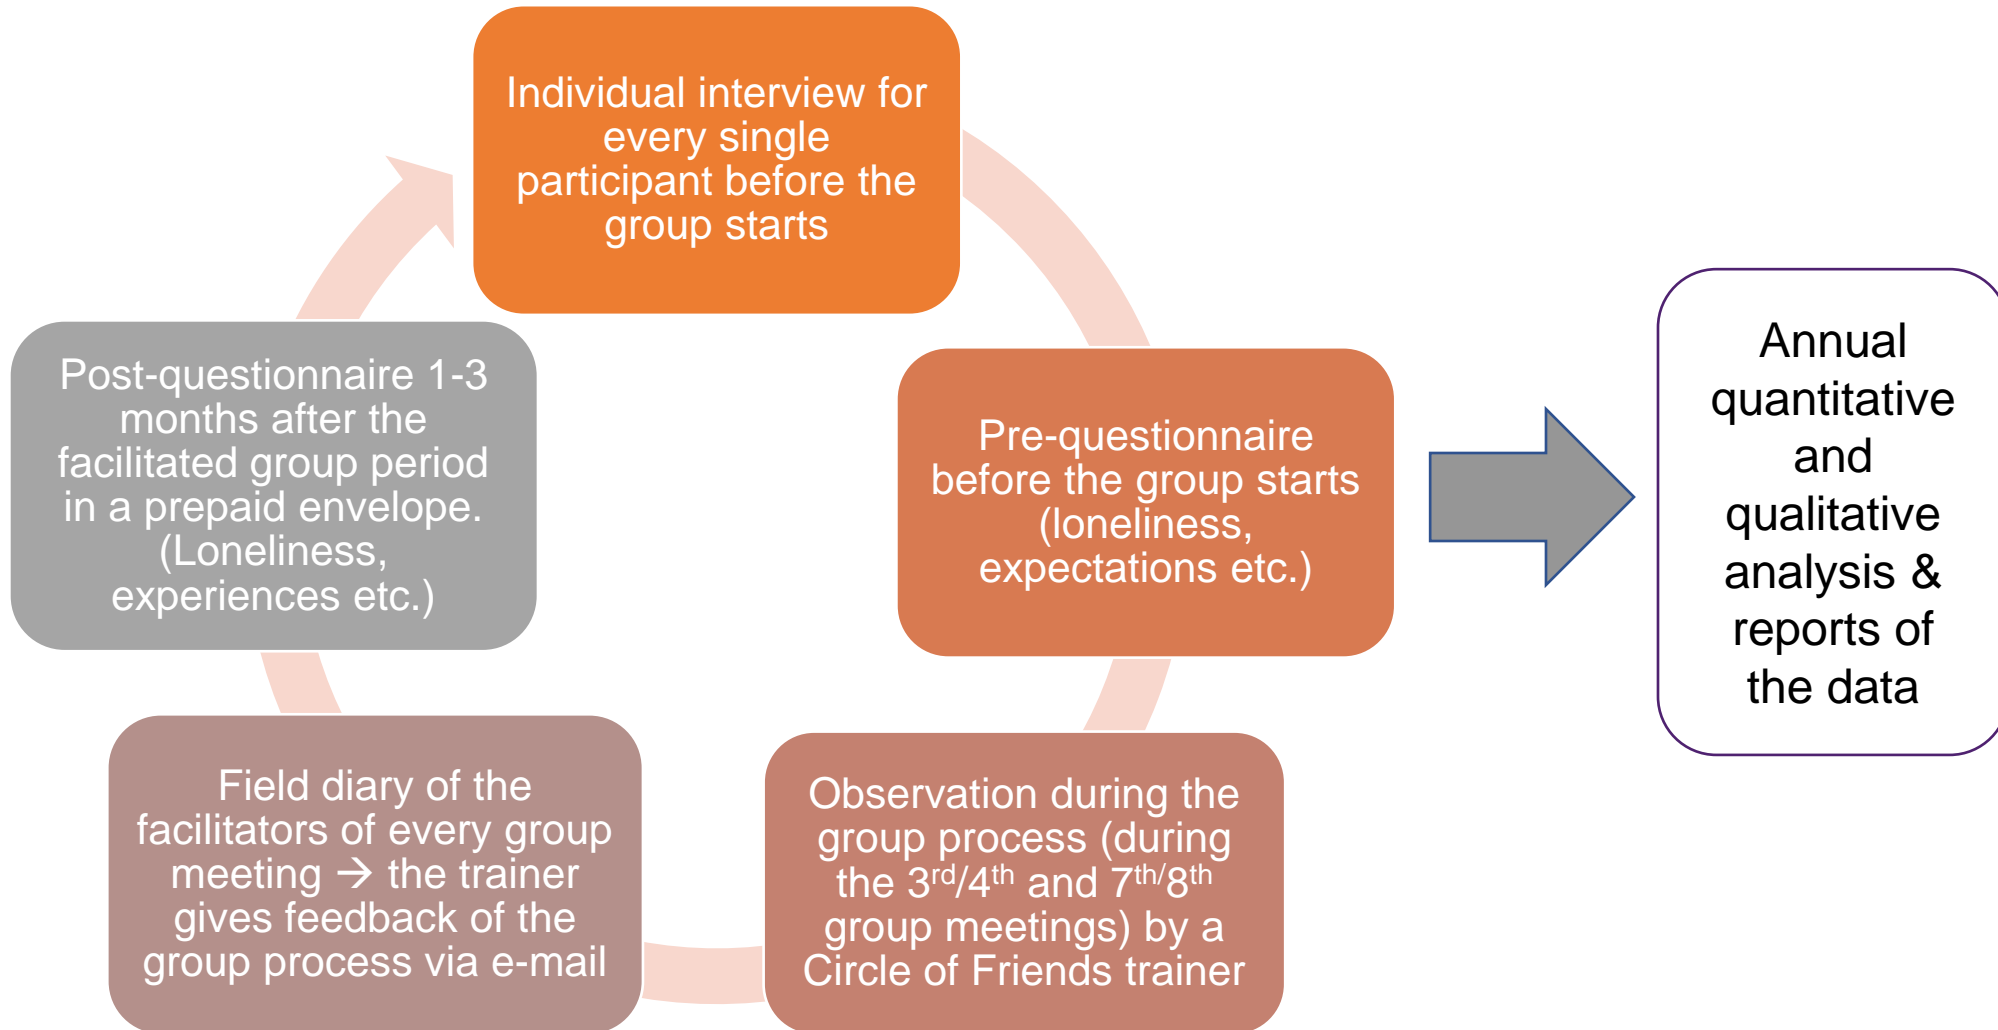 Individual interview for
every single
participant before the
group starts
Pre-questionnaire
before the group starts
(loneliness,
expectations etc.)
Observation during the
group process (during
the 3rd/4th and 7th/8th
group meetings) by a
Circle of Friends trainer
Field diary of the
facilitators of every group
meeting → the trainer
gives feedback of the
group process via e-mail
Post-questionnaire 1-3
months after the
facilitated group period
in a prepaid envelope.
(Loneliness,
experiences etc.)
Annual
quantitative
and
qualitative
analysis &
reports of
the data